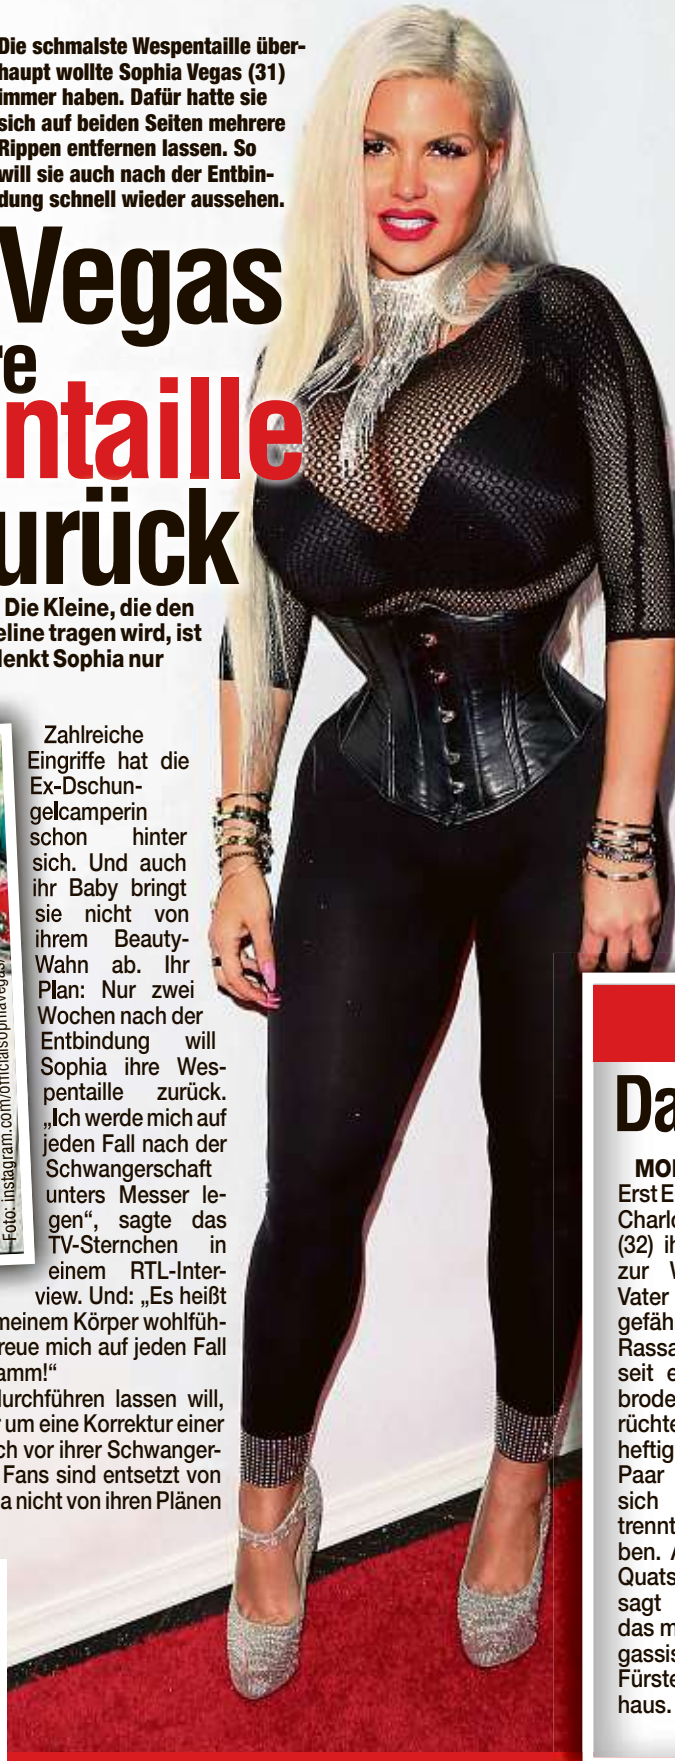 Die schmalste Wespentaille über-
haupt wollte Sophia Vegas (31)
immer haben. Dafür hatte sie
sich auf beiden Seiten mehrere
Rippen entfernen lassen. So
will sie auch nach der Entbin-
dung schnell wieder aussehen.
Vegas
re
ntaille
urück
Die Kleine, die den
eline tragen wird, ist
denkt Sophia nur
Zahlreiche
Eingriffe hat die
Ex-Dschun-
gelcamperin
schon hinter
sich. Und auch
ihr Baby bringt
sie nicht von
ihrem Beauty-
Wahn ab. Ihr
Plan: Nur zwei
Wochen nach der
Entbindung will
Sophia ihre Wes-
pentaille zurück.
„Ich werde mich auf
jeden Fall nach der
Schwangerschaft
unters Messer le-
gen“, sagte das
TV-Sternchen in
einem RTL-Inter-
view. Und: „Es heißt
meinem Körper wohlfüh-
reue mich auf jeden Fall
amm!“
durchführen lassen will,
r um eine Korrektur einer
ch vor ihrer Schwanger-
Fans sind entsetzt von
a nicht von ihren Plänen
Foto: instagram.com/officialsophiavegas/
Da
MO
Erst E
Charlo
(32) ih
zur W
Vater
gefäh
Rassa
seit e
brode
rüchte
heftig
Paar
sich
trennt
ben. A
Quats
sagt
das m
gassis
Fürste
haus.